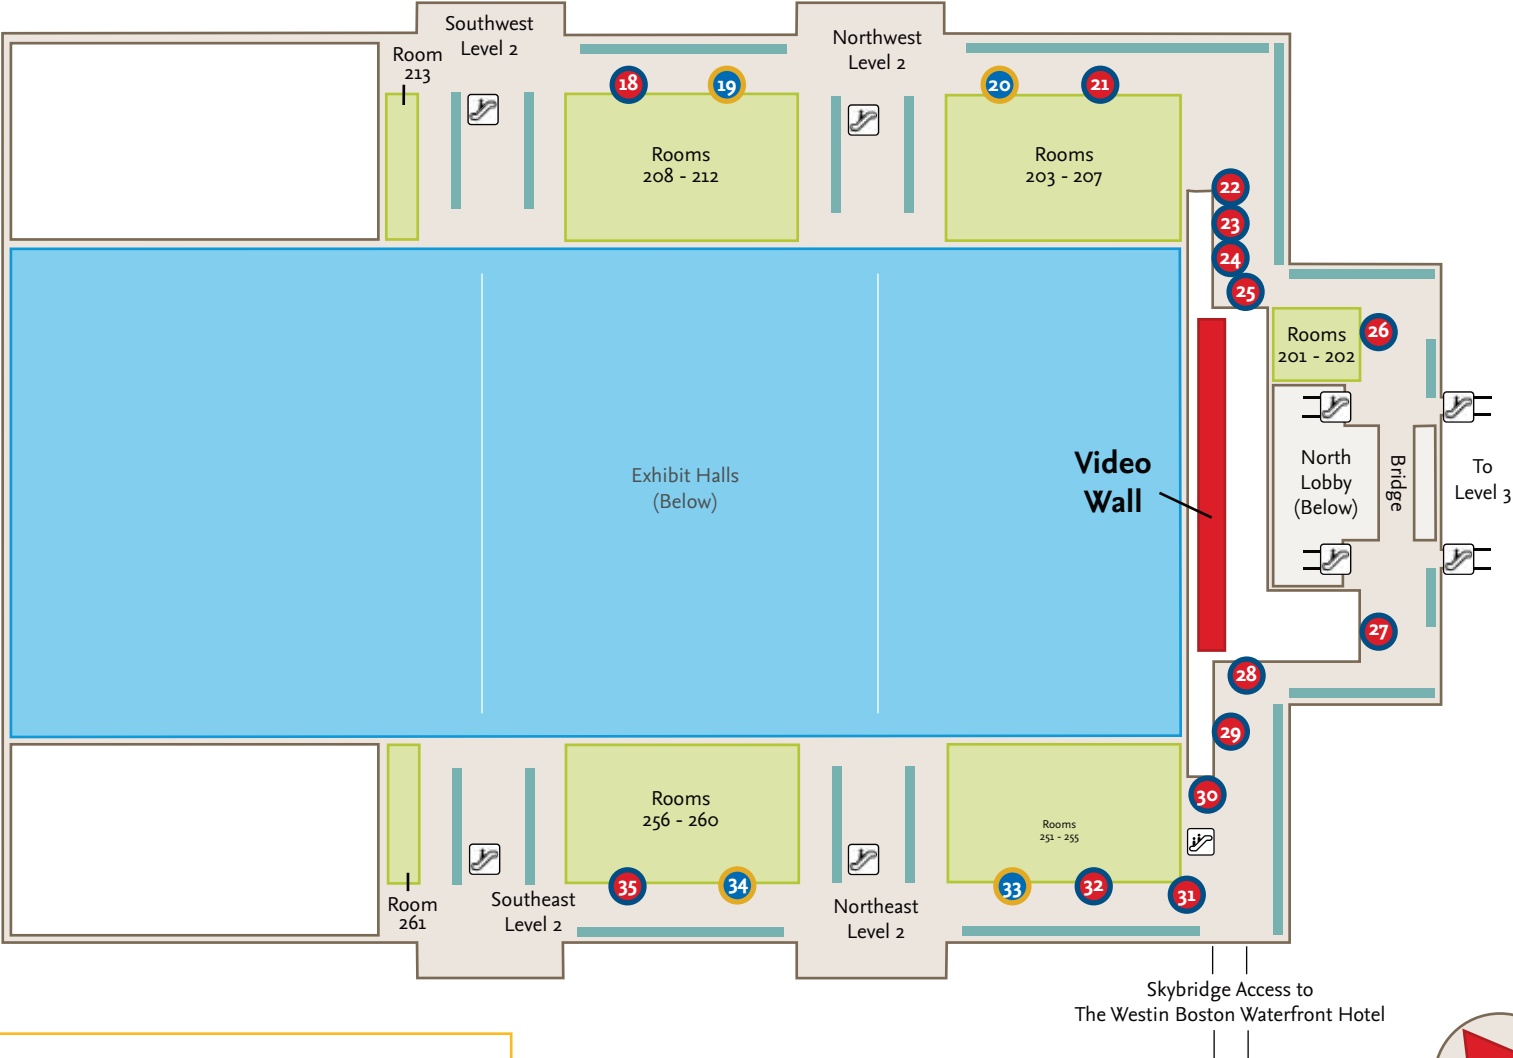 Southwest
Level 2
Northwest
Level 2
Room
213
18
19
20
21
Rooms
208 - 212
Rooms
203 - 207
22
23
24
25
26
Rooms
201 - 202
Exhibit Halls
(Below)
Video
Wall
North
Lobby
(Below)
Bridge
To
Level 3
27
28
29
30
Rooms
256 - 260
Rooms
251 - 255
35
34
33
32
31
Room
261
Southeast
Level 2
Northeast
Level 2
Skybridge Access to
The Westin Boston Waterfront Hotel